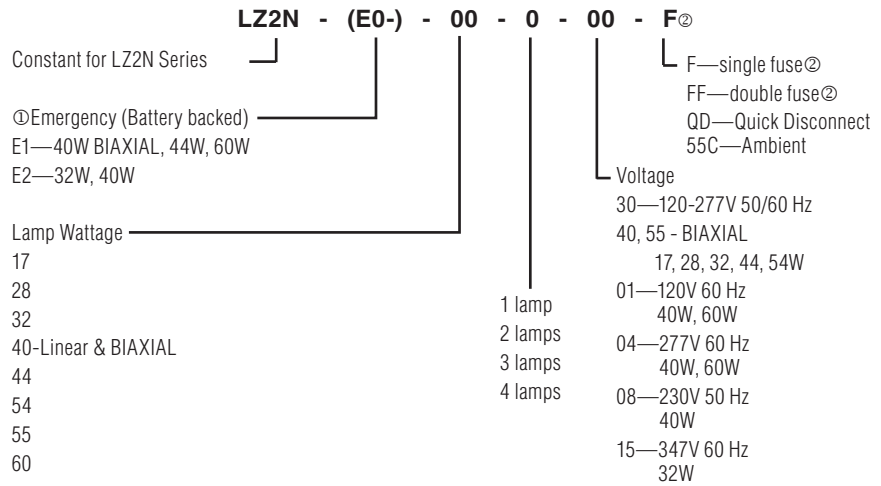 LZ2N - (E0-) - 00 - 0 - 00 - F②
Constant for LZ2N Series
①Emergency (Battery backed)
E1—40W BIAXIAL, 44W, 60W
E2—32W, 40W
Lamp Wattage
17
28
32
40-Linear & BIAXIAL
44
54
55
60
1 lamp
2 lamps
3 lamps
4 lamps
F—single fuse②
FF—double fuse②
QD—Quick Disconnect
55C—Ambient
Voltage
30—120-277V 50/60 Hz
40, 55 - BIAXIAL
17, 28, 32, 44, 54W
01—120V 60 Hz
40W, 60W
04—277V 60 Hz
40W, 60W
08—230V 50 Hz
40W
15—347V 60 Hz
32W